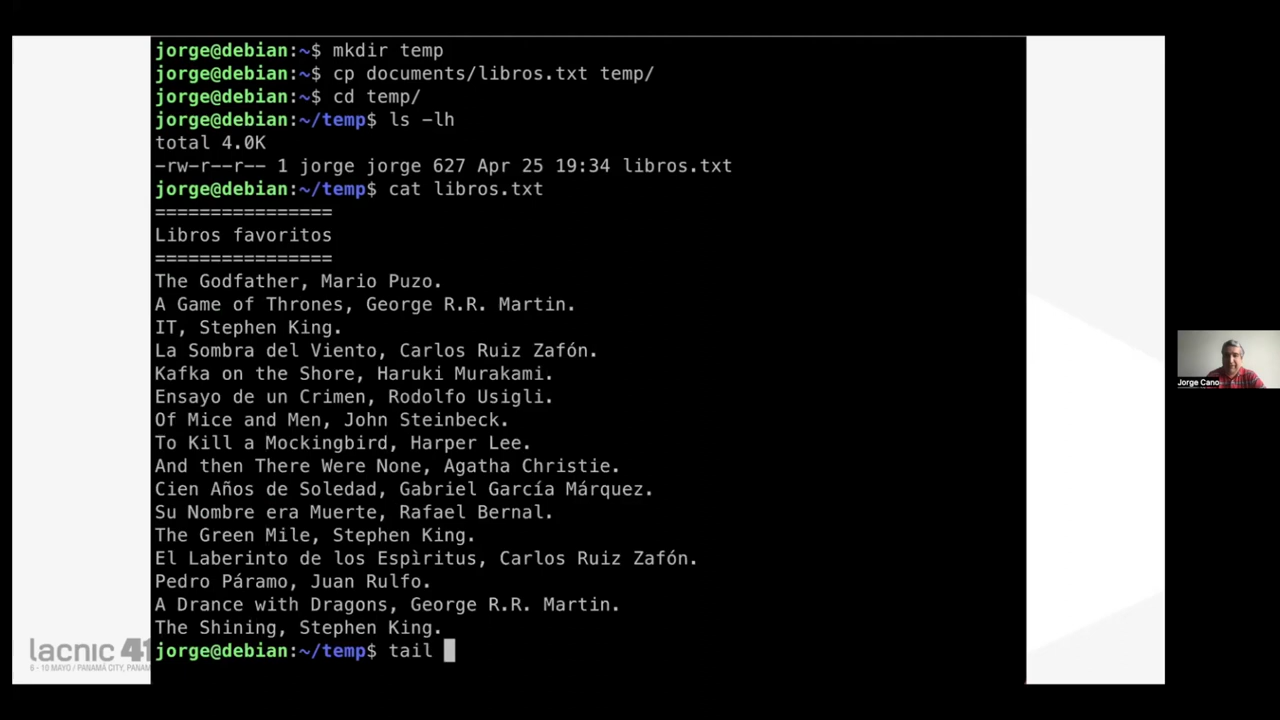 jorge@debian:~$ mkdir temp
jorge@debian:~$ cp documents/libros.txt temp/
jorge@debian:~$ cd temp/
jorge@debian:~/temp$ ls -lh
total 4.0K
-rw-r--r-- 1 jorge jorge 627 Apr 25 19:34 libros.txt
jorge@debian:~/temp$ cat libros.txt
================
Libros favoritos
================
The Godfather, Mario Puzo.
A Game of Thrones, George R.R. Martin.
IT, Stephen King.
La Sombra del Viento, Carlos Ruiz Zafón.
Kafka on the Shore, Haruki Murakami.
Ensayo de un Crimen, Rodolfo Usigli.
Of Mice and Men, John Steinbeck.
To Kill a Mockingbird, Harper Lee.
And then There Were None, Agatha Christie.
Cien Años de Soledad, Gabriel García Márquez.
Su Nombre era Muerte, Rafael Bernal.
The Green Mile, Stephen King.
El Laberinto de los Espìritus, Carlos Ruiz Zafón.
Pedro Páramo, Juan Rulfo.
A Drance with Dragons, George R.R. Martin.
The Shining, Stephen King.
jorge@debian:~/temp$ tail
lacnic 41
6 - 10 MAYO / PANAMÁ CITY, PANAM
Jorge Cano